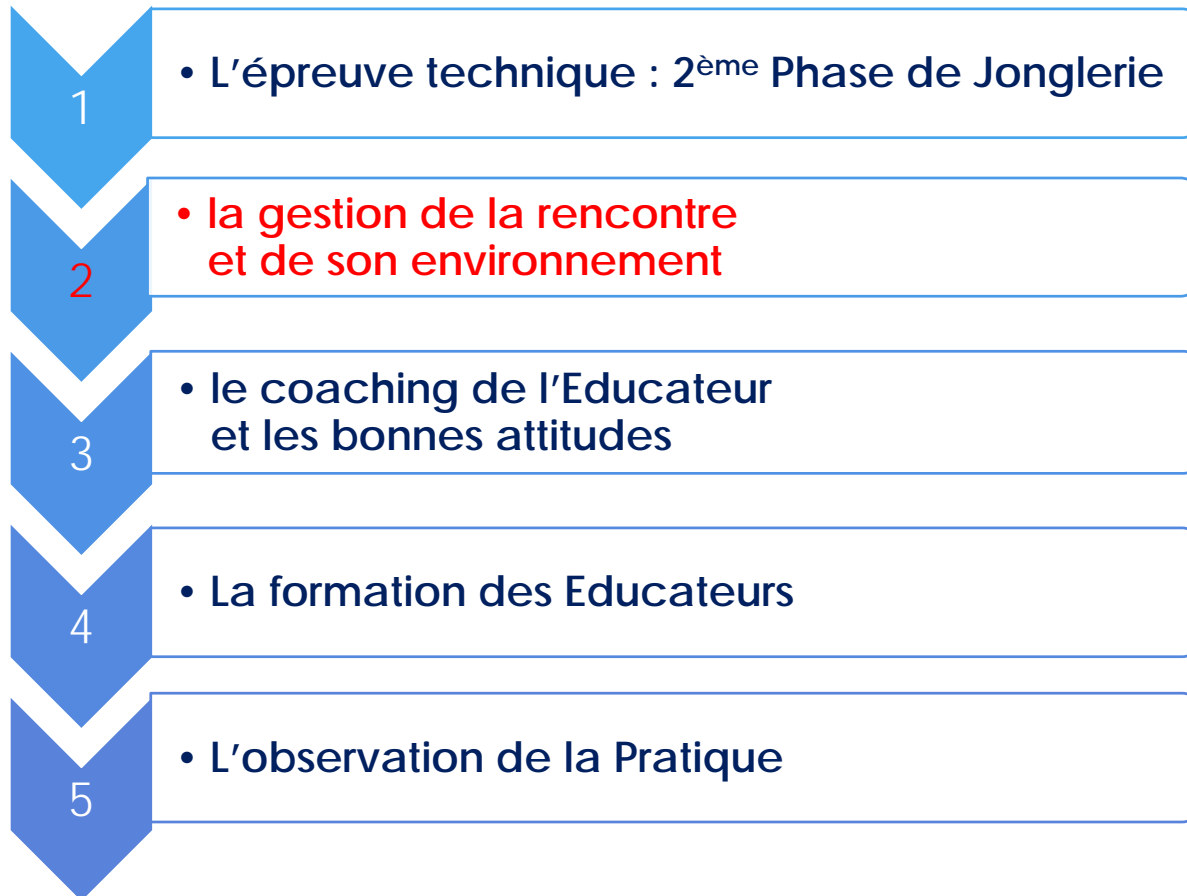 1
• L'épreuve technique : 2ème Phase de Jonglerie
2
• la gestion de la rencontre
et de son environnement
3
• le coaching de l'Educateur
et les bonnes attitudes
4
• La formation des Educateurs
5
• L'observation de la Pratique